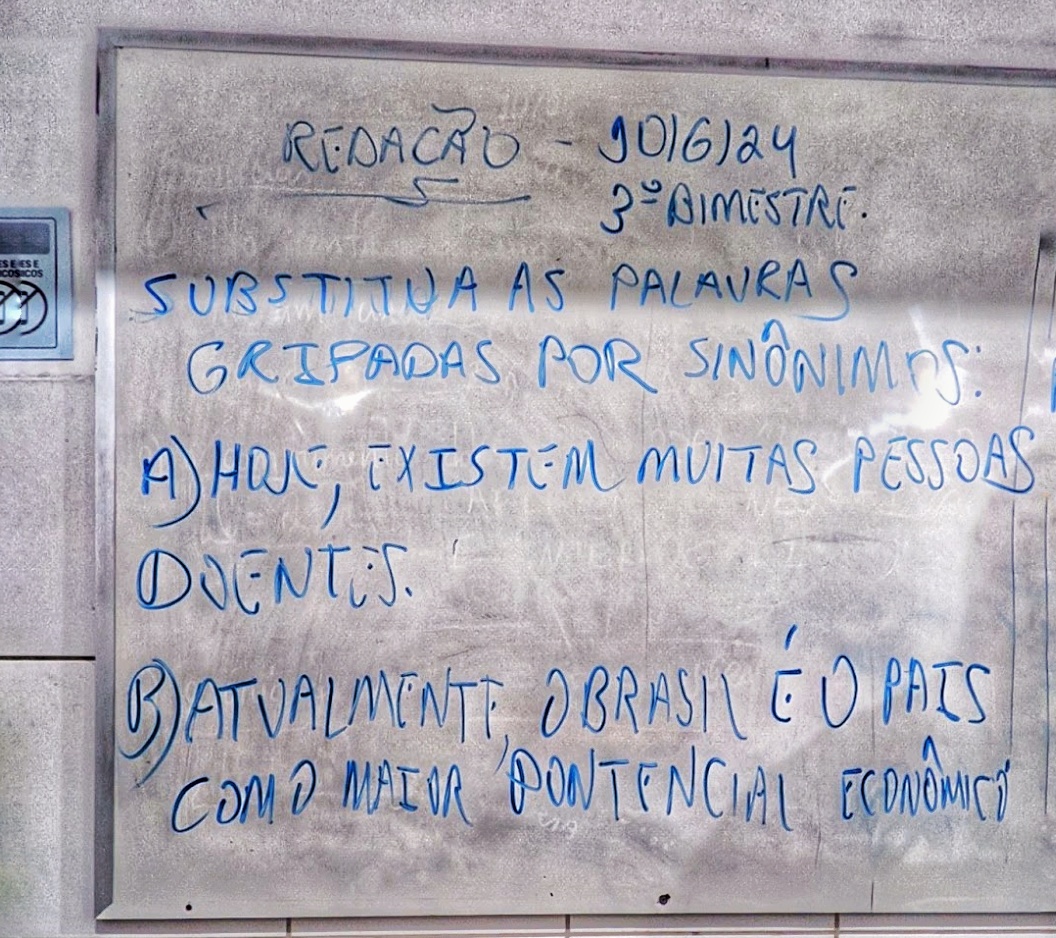 REDAÇÃO - 10/6/24
3º BIMESTRE.
SUBSTITUA AS PALAVRAS
GRIFADAS POR SINÔNIMOS:
A) HOJE, EXISTEM MUITAS PESSOAS
DOENTES.
B) ATUALMENTE, O BRASIL É O PAIS
COM O MAIOR PONTENCIAL ECONÔMICO